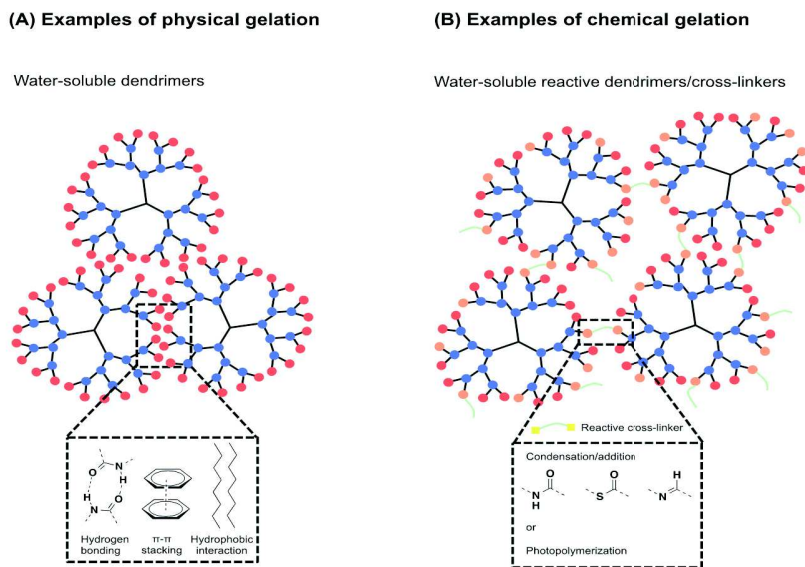 (A) Examples of physical gelation
(B) Examples of chemical gelation
Water-soluble dendrimers
Water-soluble reactive dendrimers/cross-linkers
O
N
H
H
N
O
Hydrogen
bonding
π-π
stacking
Hydrophobic
interaction
Reactive cross-linker
Condensation/addition
O
N
H
O
S
H
N
or
Photopolymerization